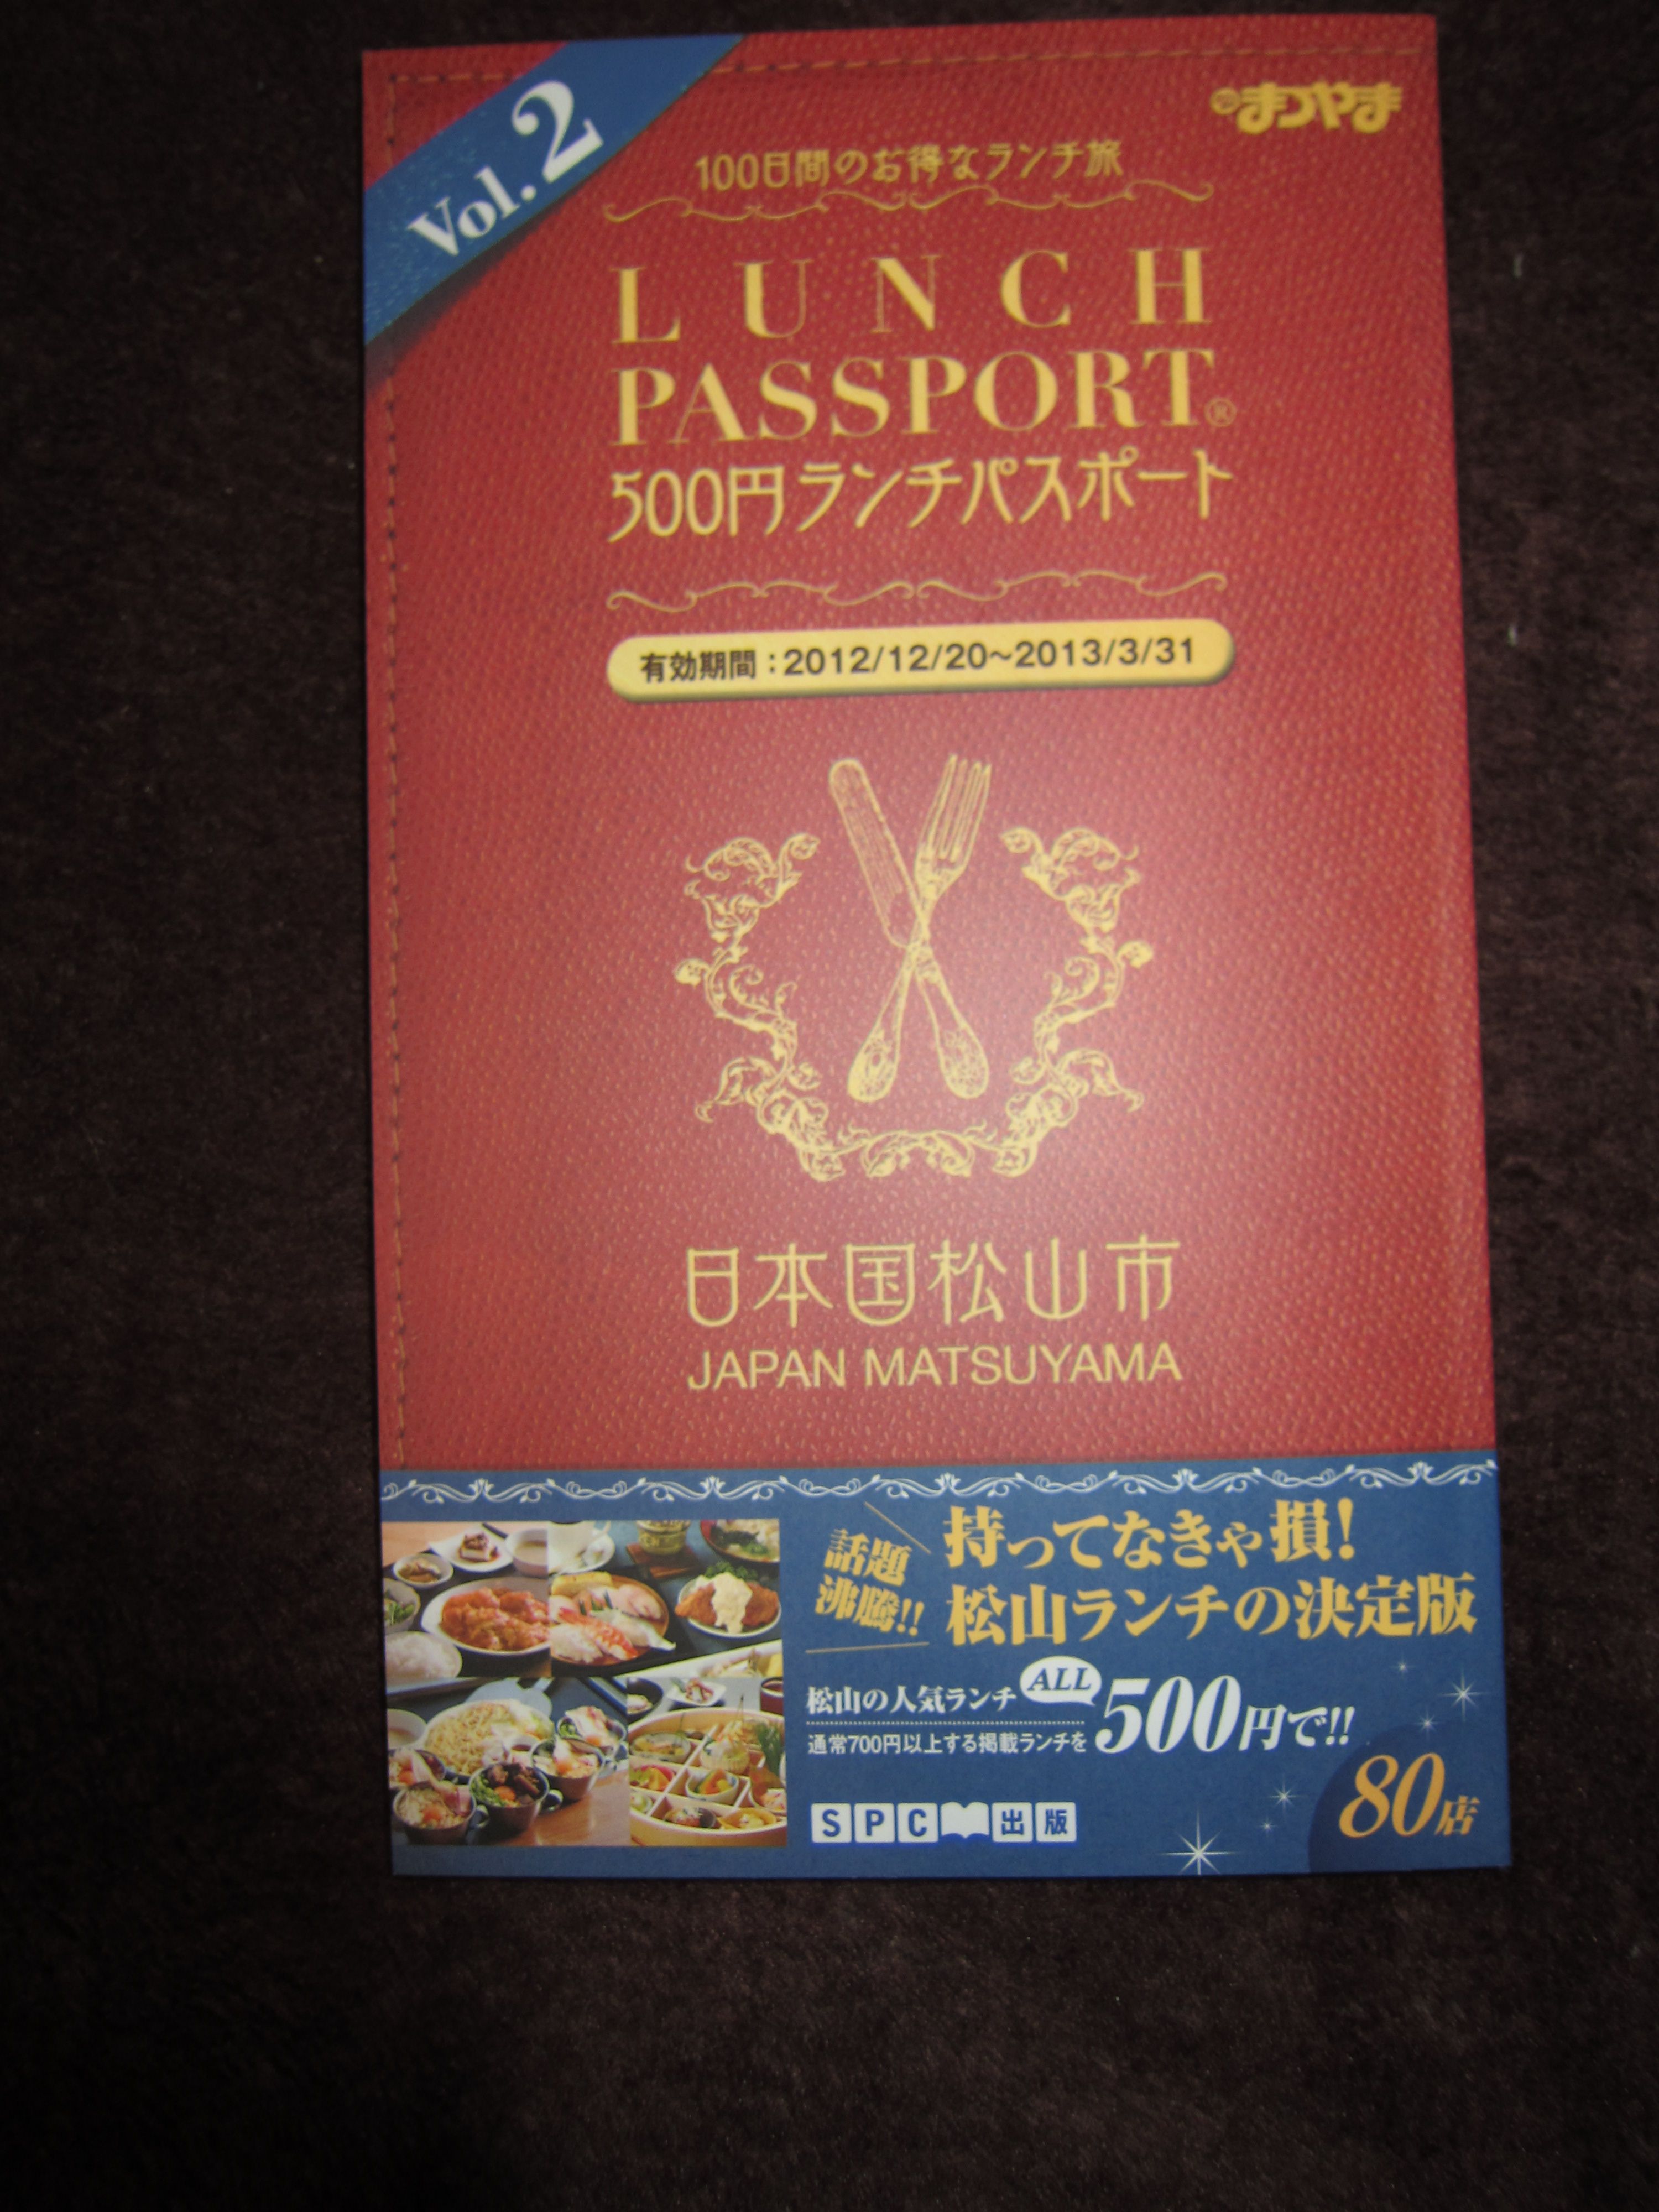 Vol.2
まつやま
100日間のお得なランチ旅
LUNCH
PASSPORT®
500円ランチパスポート
有効期間：2012/12/20~2013/3/31
日本国松山市
JAPAN MATSUYAMA
話題
沸騰!!
持ってなきゃ損!
松山ランチの決定版
松山の人気ランチ ALL
通常700円以上する掲載ランチを
500円で!!
SPC出版
80店